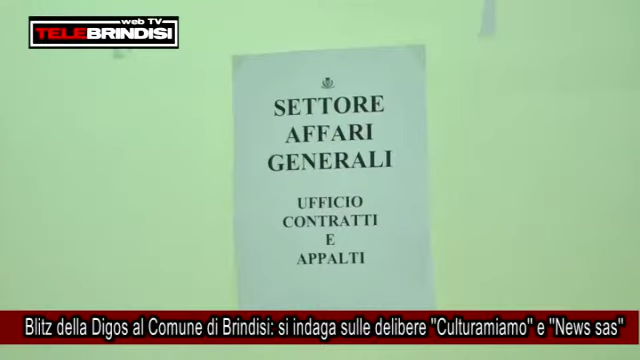 web TV
TELEBRINDISI
SETTORE
AFFARI
GENERALI
UFFICIO
CONTRATTI
E
APPALTI
Blitz della Digos al Comune di Brindisi: si indaga sulle delibere "Culturamiamo" e "News sas"